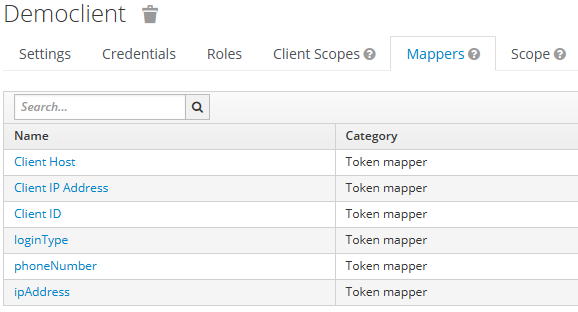 Democlient
Settings Credentials Roles Client Scopes Mappers Scope
Search...
Name Category
Client Host Token mapper
Client IP Address Token mapper
Client ID Token mapper
loginType Token mapper
phoneNumber Token mapper
ipAddress Token mapper